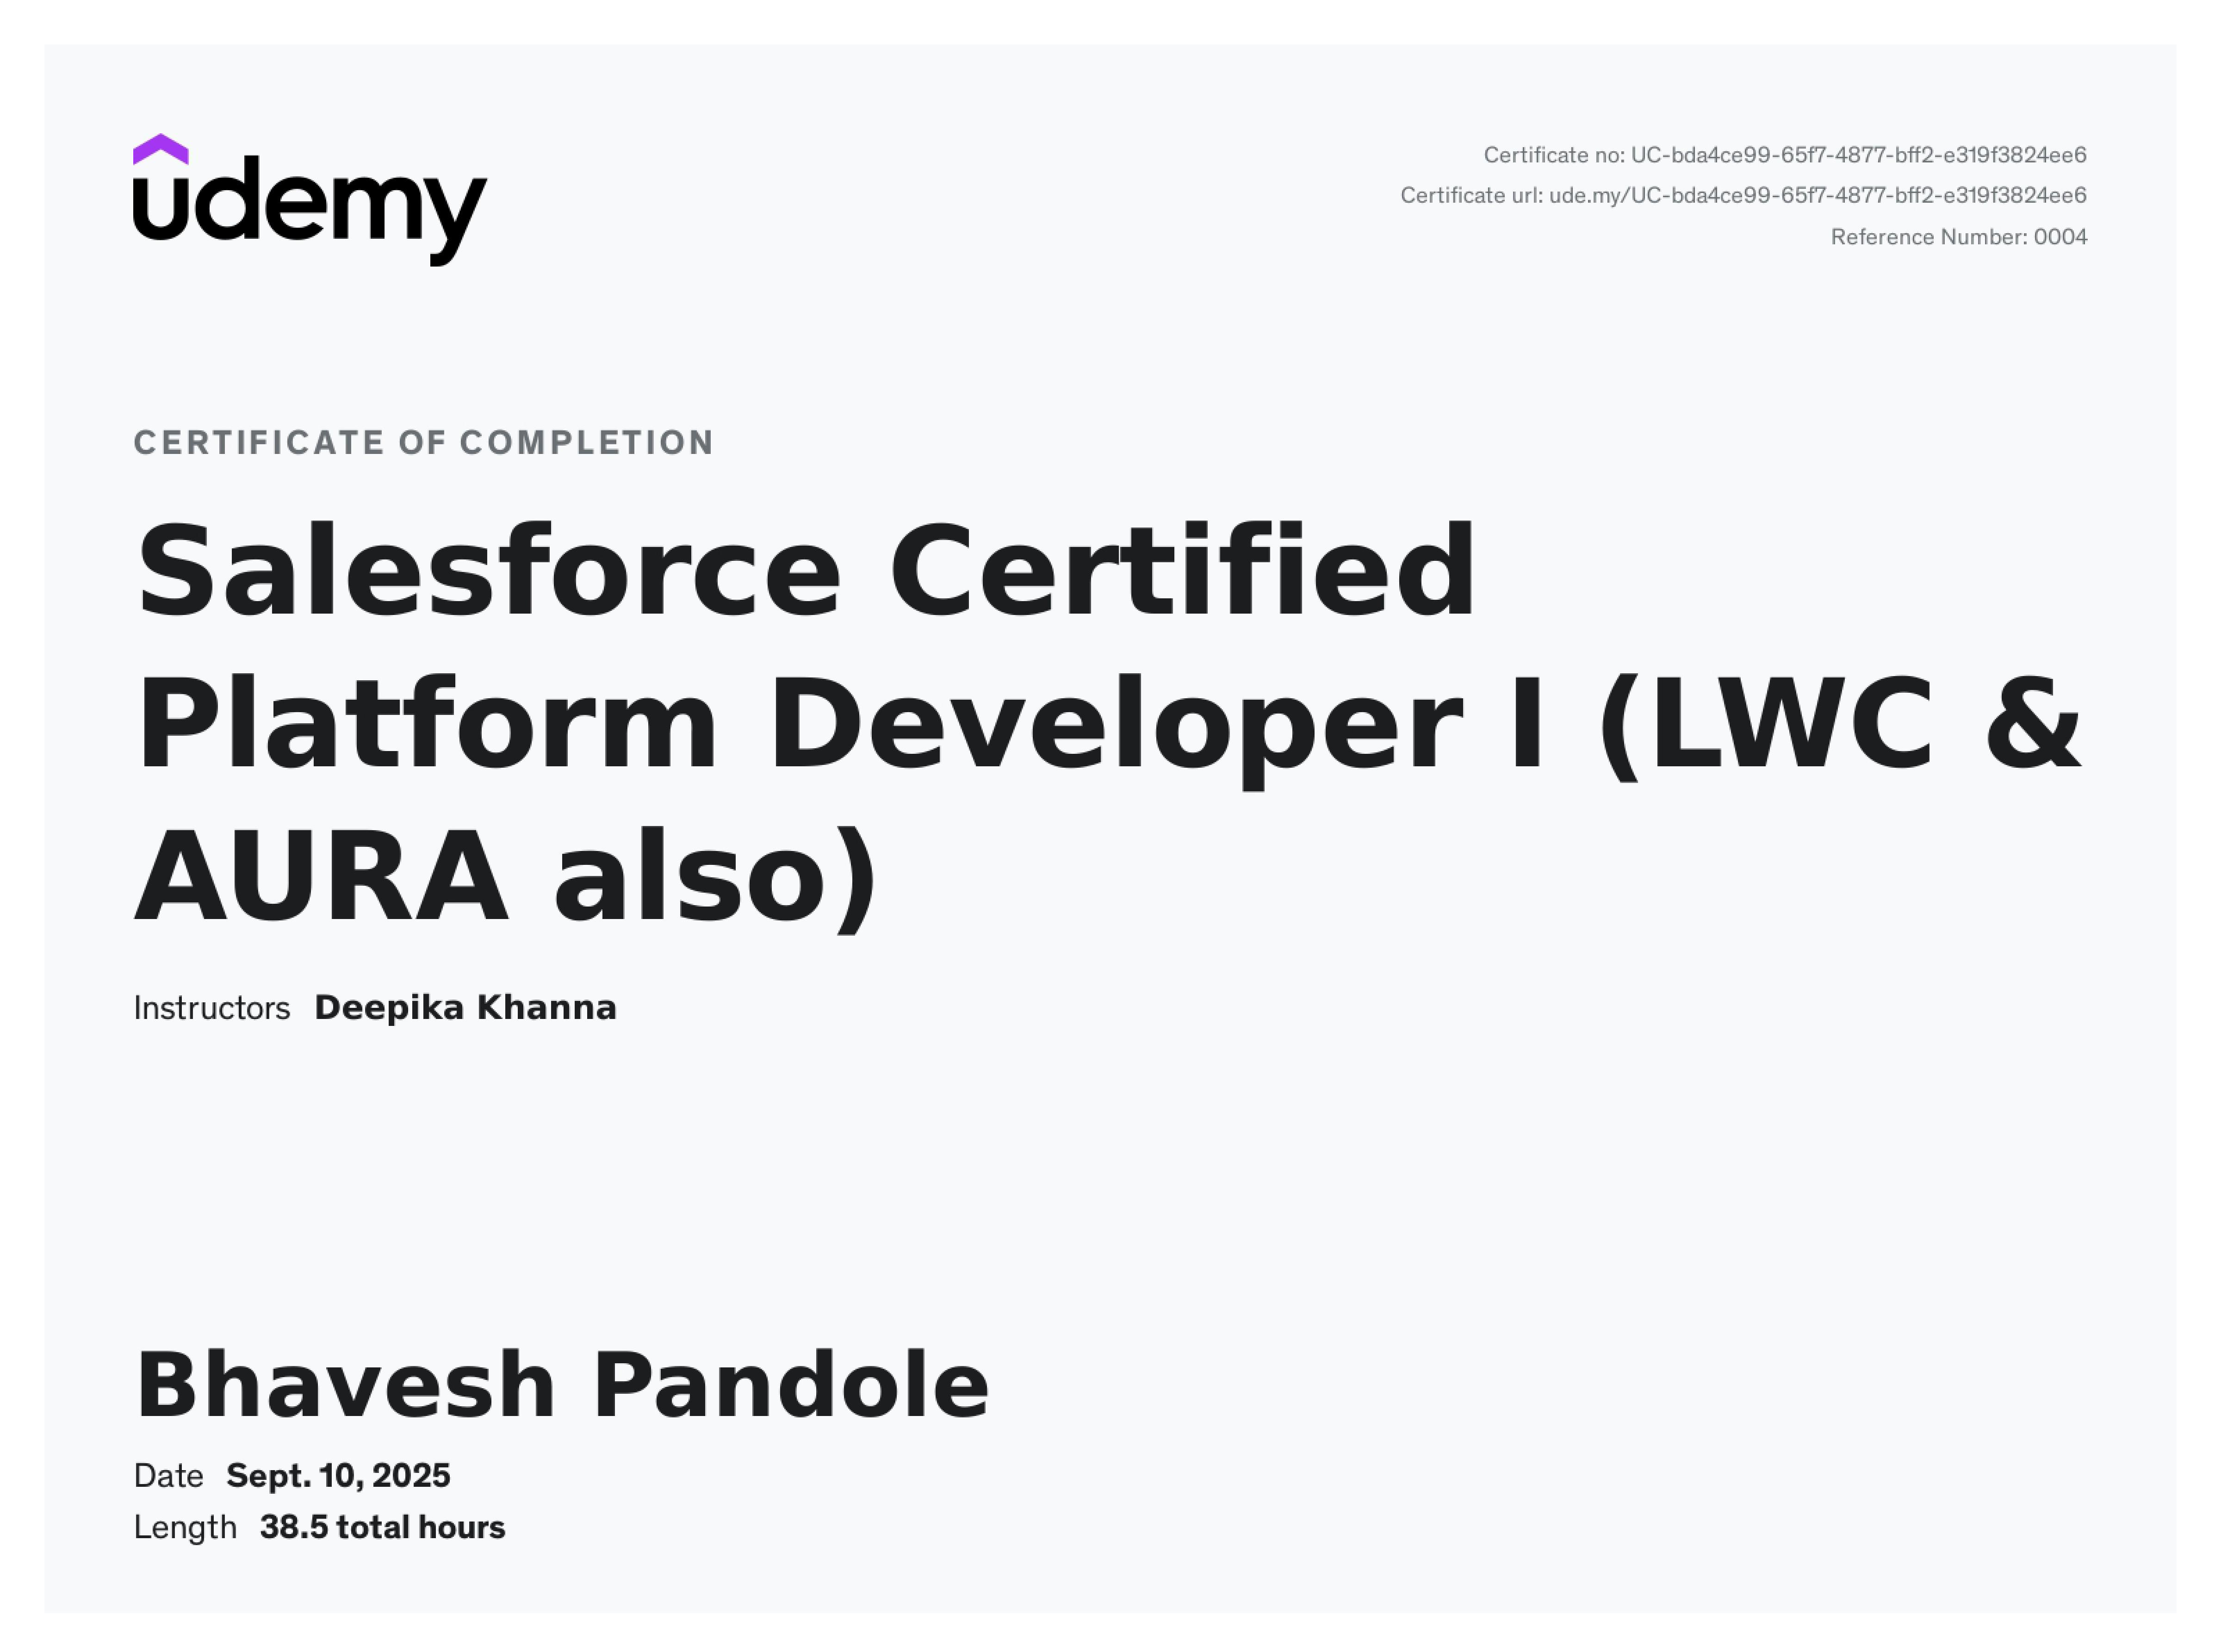 udemy
Certificate no: UC-bda4ce99-65f7-4877-bff2-e319f3824ee6
Certificate url: ude.my/UC-bda4ce99-65f7-4877-bff2-e319f3824ee6
Reference Number: 0004
CERTIFICATE OF COMPLETION
Salesforce Certified
Platform Developer I (LWC &
AURA also)
Instructors Deepika Khanna
Bhavesh Pandole
Date Sept. 10, 2025
Length 38.5 total hours